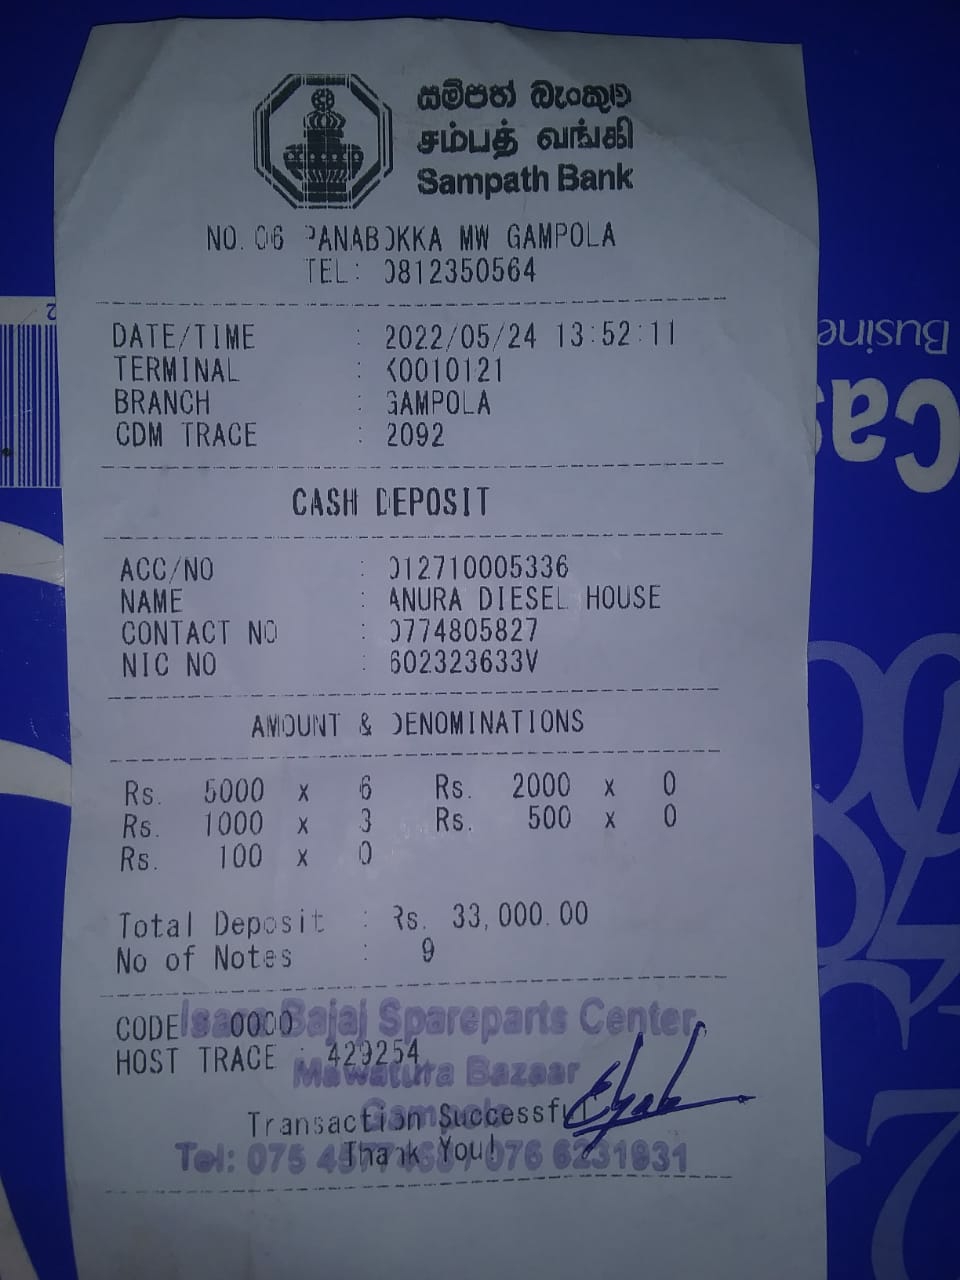 සම්පත් බැංකුව
சம்பத் வங்கி
Sampath Bank
NO. 06 PANABOKKA MW GAMPOLA
TEL: 0812350564
DATE/TIME : 2022/05/24 13:52:11
TERMINAL : K0010121
BRANCH : GAMPOLA
CDM TRACE : 2092
CASH DEPOSIT
ACC/NO : 012710005336
NAME : ANURA DIESEL HOUSE
CONTACT NO : 0774805827
NIC NO : 602323633V
AMOUNT & DENOMINATIONS
Rs. 5000 x 6 Rs. 2000 x 0
Rs. 1000 x 3 Rs. 500 x 0
Rs. 100 x 0
Total Deposit : Rs. 33,000.00
No of Notes : 9
CODE 0000
Bajaj Spareparts Center
HOST TRACE : 429254
Mawatura Bazaar
Gampola
Transaction Successful
Thank You!
Tel: 075 076 6231931
Busine
Cas